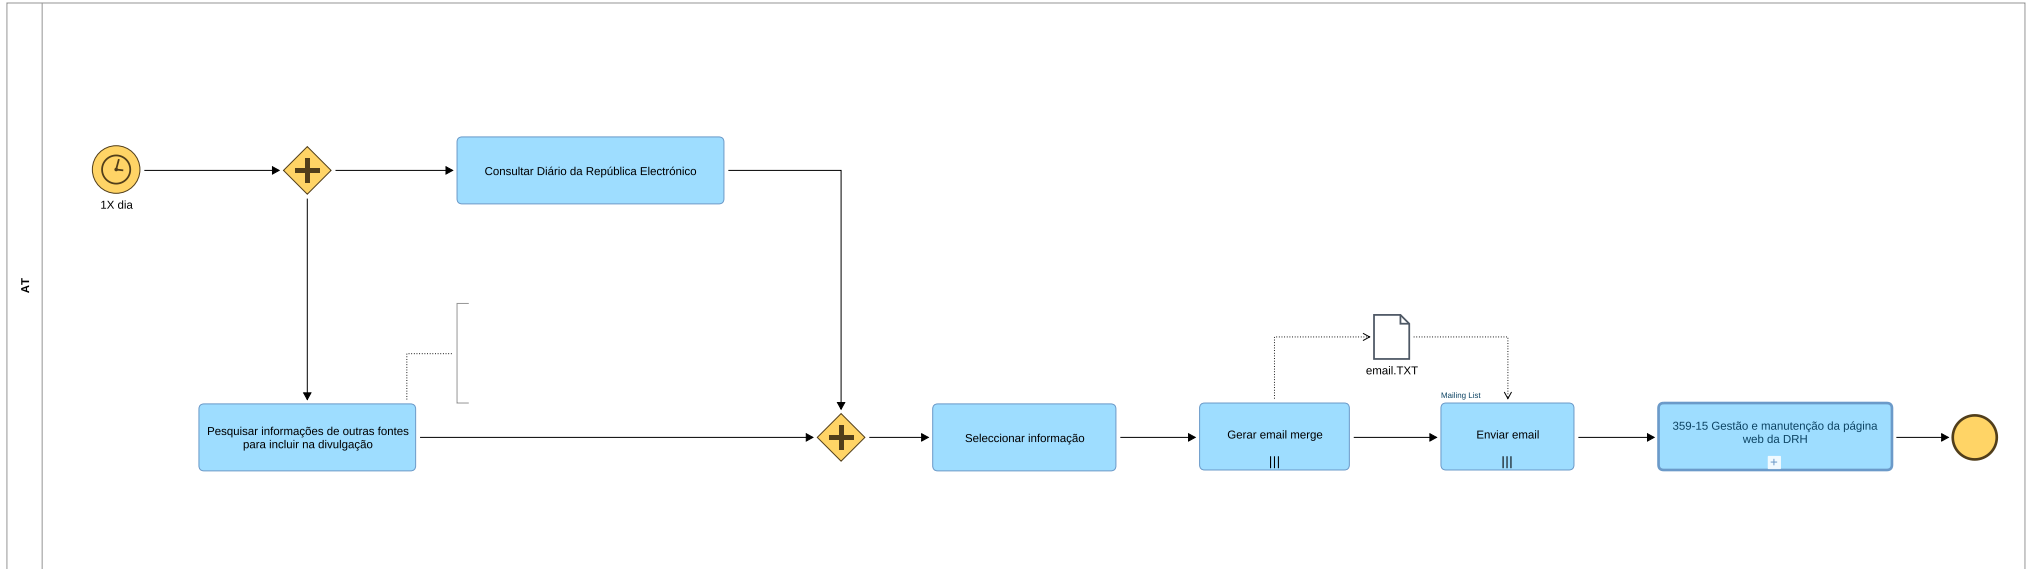 AT
1X dia
Consultar Diário da República Electrónico
Pesquisar informações de outras fontes
para incluir na divulgação
Seleccionar informação
Gerar email merge
email.TXT
Mailing List
Enviar email
359-15 Gestão e manutenção da página
web da DRH